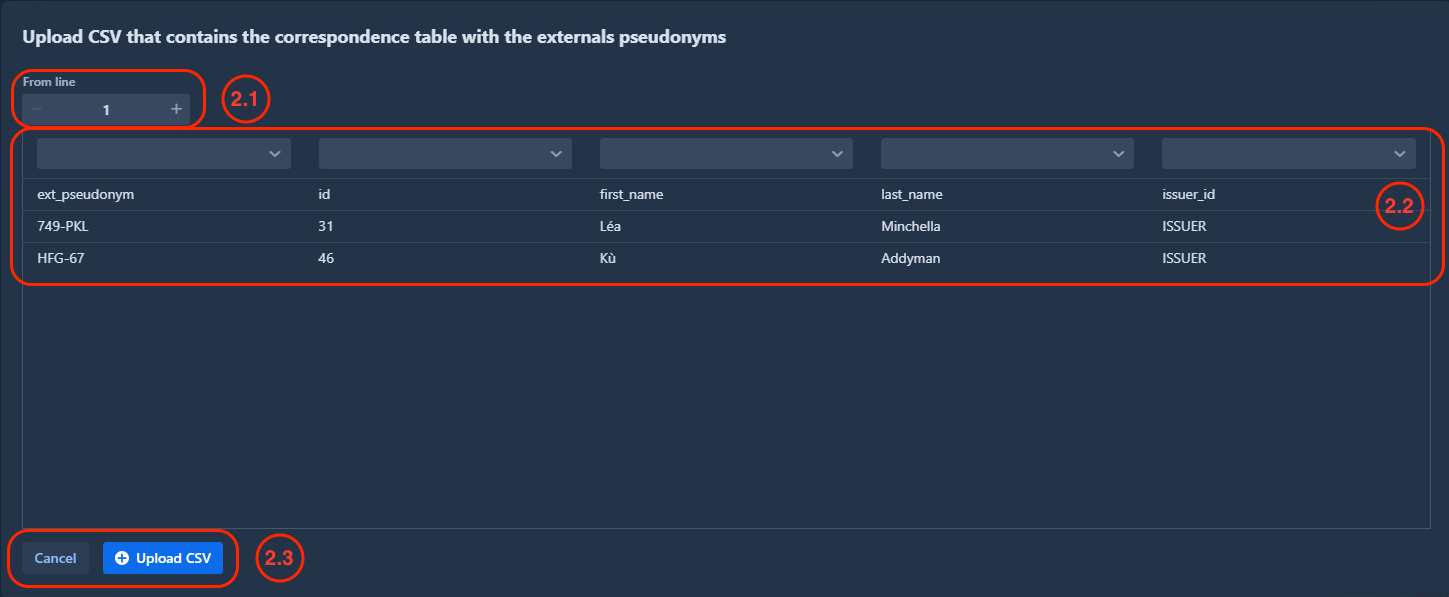 Upload CSV that contains the correspondence table with the externals pseudonyms
From line
− 1 + 2.1
ext_pseudonym id first_name last_name issuer_id 2.2
749-PKL 31 Léa Minchella ISSUER
HFG-67 46 Kù Addyman ISSUER
Cancel Upload CSV 2.3